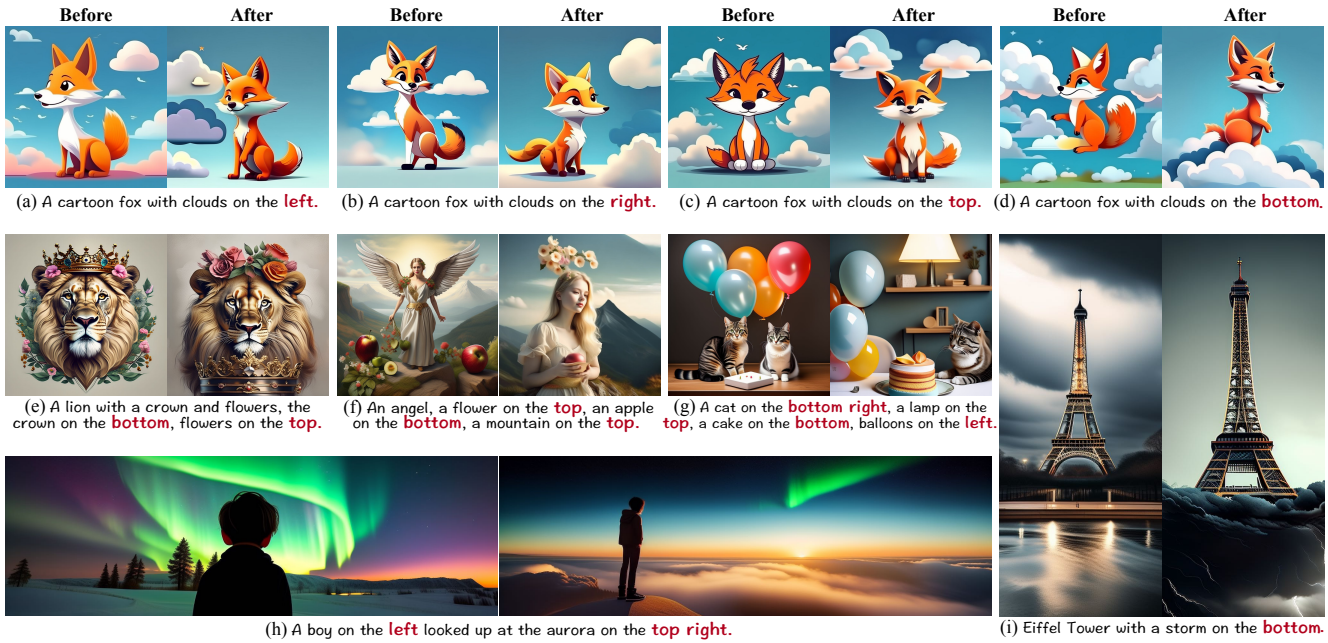 Before After Before After Before After Before After
(a) A cartoon fox with clouds on the left.
(b) A cartoon fox with clouds on the right.
(c) A cartoon fox with clouds on the top.
(d) A cartoon fox with clouds on the bottom.
(e) A lion with a crown and flowers, the
crown on the bottom, flowers on the top.
(f) An angel, a flower on the top, an apple
on the bottom, a mountain on the top.
(g) A cat on the bottom right, a lamp on the
top, a cake on the bottom, balloons on the left.
(h) A boy on the left looked up at the aurora on the top right.
(i) Eiffel Tower with a storm on the bottom.